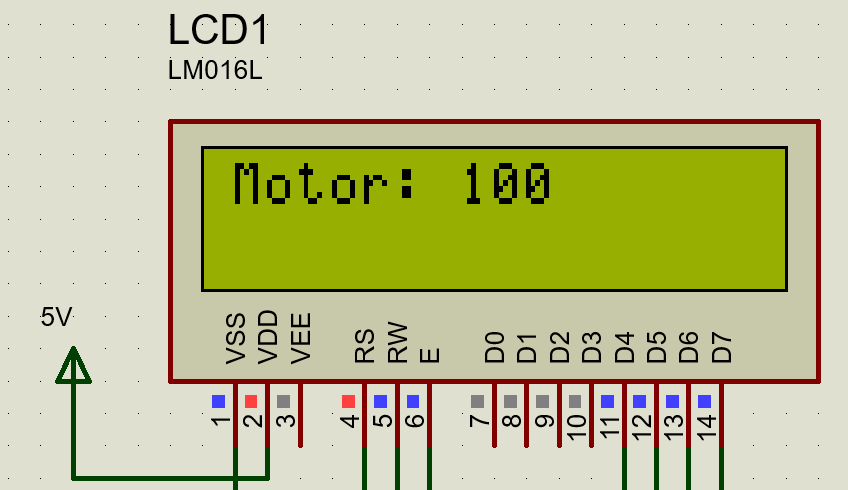 LCD1
LM016L
Motor: 100
5V
VSS VDD VEE RS RW E D0 D1 D2 D3 D4 D5 D6 D7
1 2 3 4 5 6 7 8 9 10 11 12 13 14